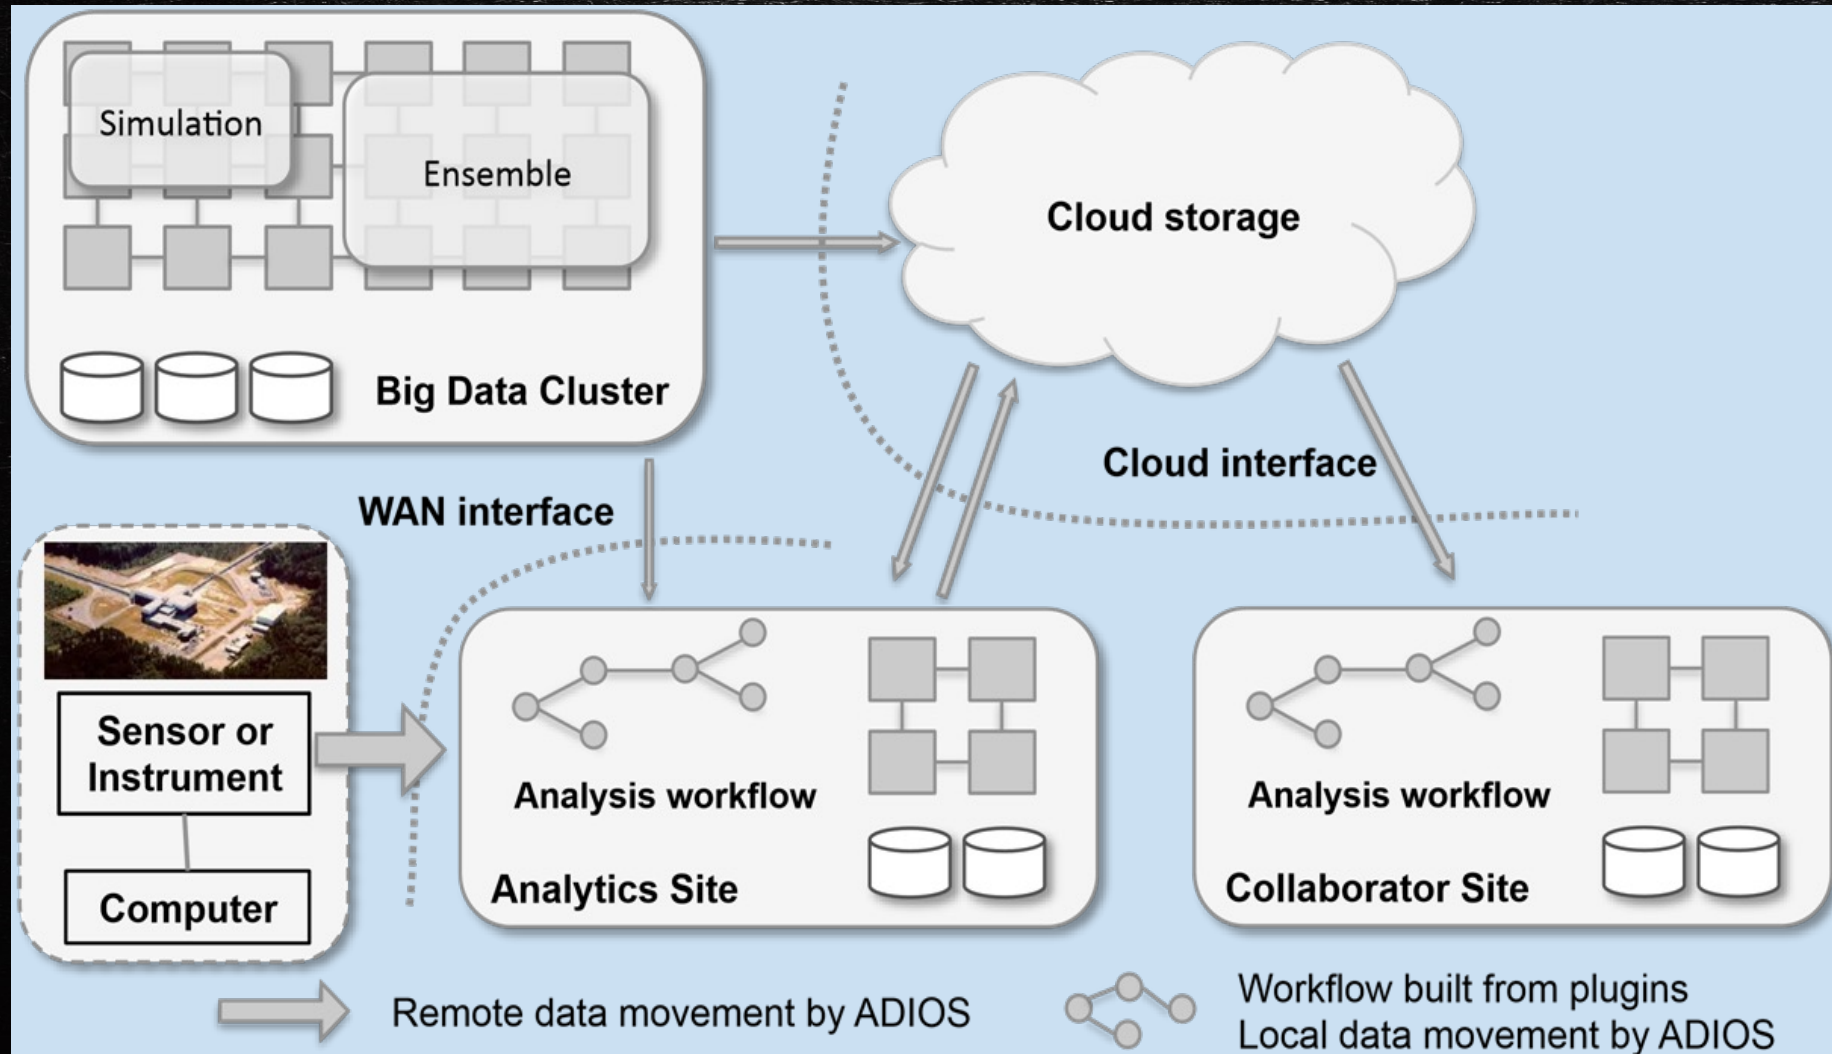 Simulation
Ensemble
Big Data Cluster
Cloud storage
Cloud interface
WAN interface
Sensor or
Instrument
Computer
Analysis workflow
Analytics Site
Analysis workflow
Collaborator Site
Remote data movement by ADIOS
Workflow built from plugins
Local data movement by ADIOS